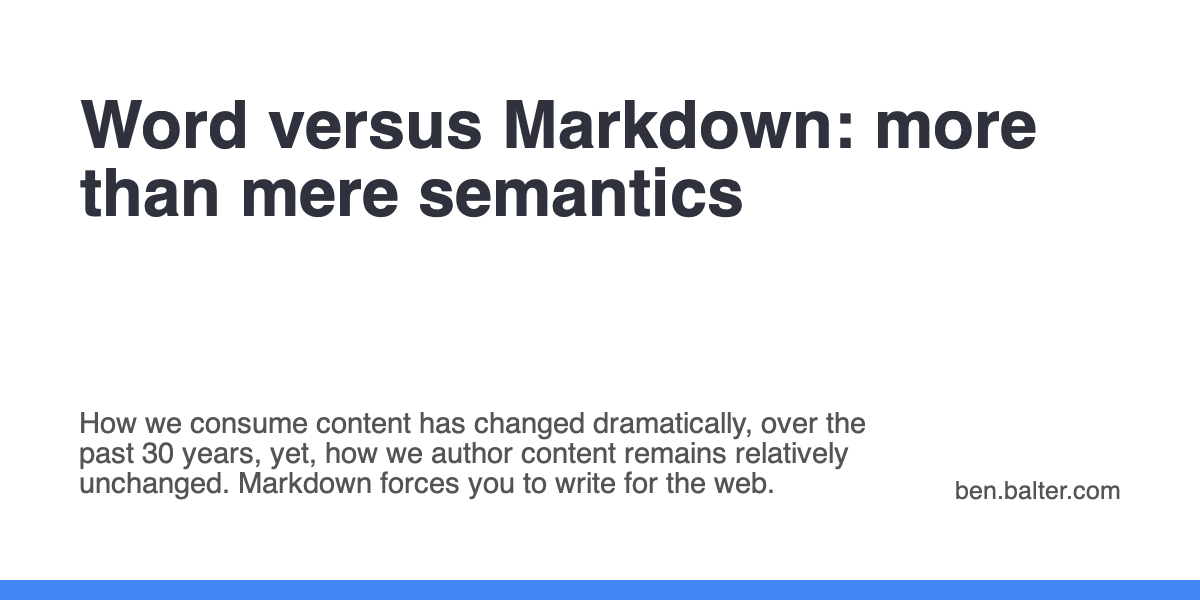 Word versus Markdown: more
than mere semantics
How we consume content has changed dramatically, over the
past 30 years, yet, how we author content remains relatively
unchanged. Markdown forces you to write for the web.
ben.balter.com